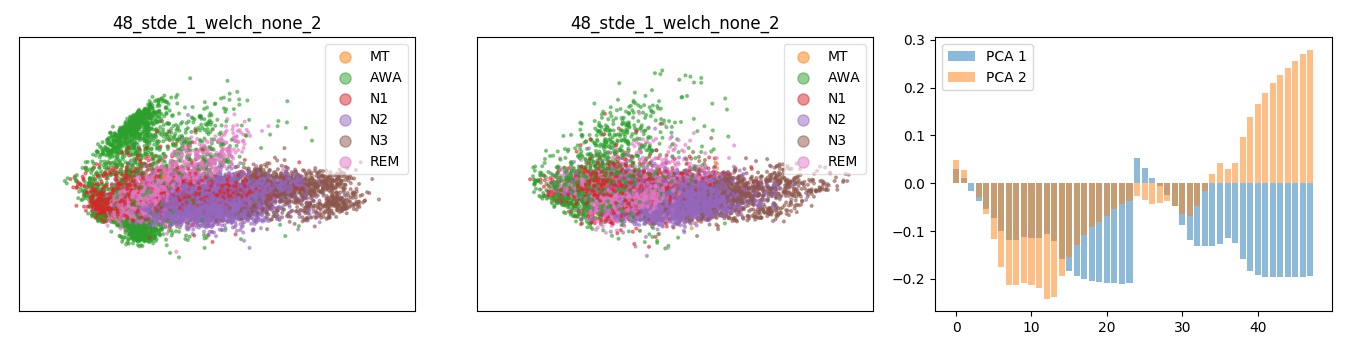 48_stde_1_welch_none_2
MT
AWA
N1
N2
N3
REM
48_stde_1_welch_none_2
MT
AWA
N1
N2
N3
REM
PCA 1
PCA 2
0.3
0.2
0.1
0.0
−0.1
−0.2
0
10
20
30
40